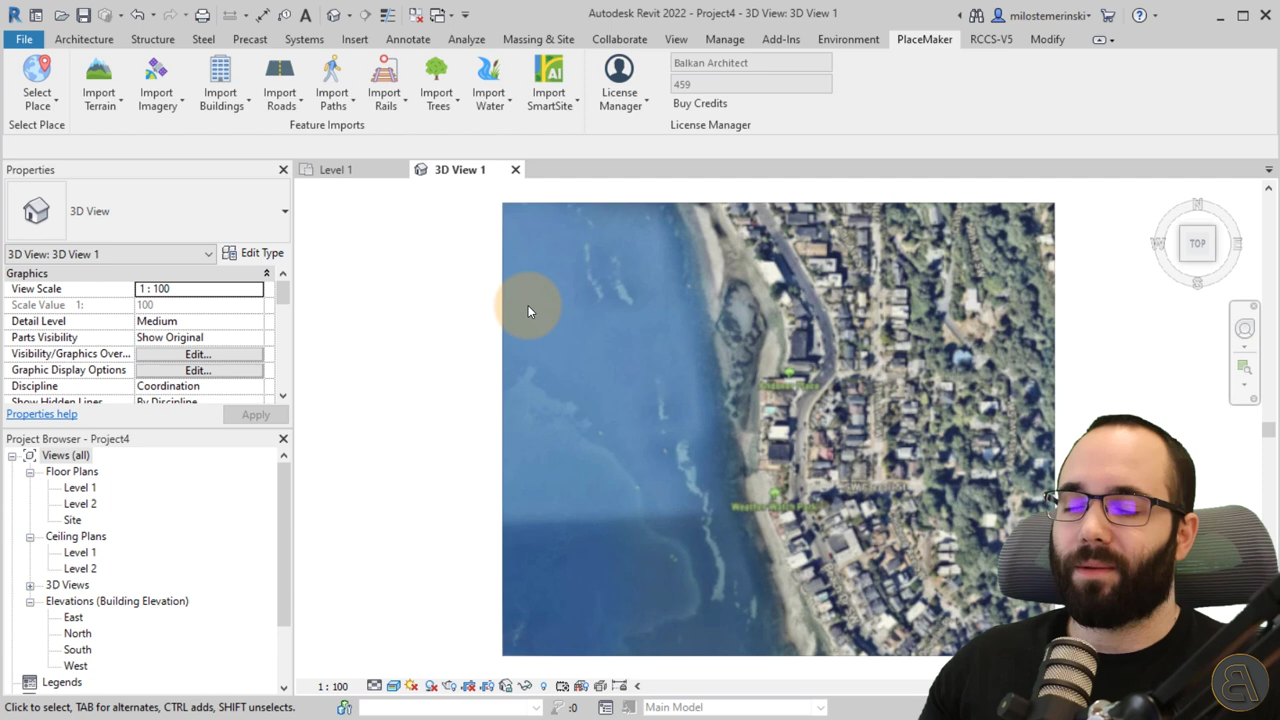 Autodesk Revit 2022 - Project4 - 3D View: 3D View 1
milostemerinski
File Architecture Structure Steel Precast Systems Insert Annotate Analyze Massing & Site Collaborate View Manage Add-Ins Environment PlaceMaker RCCS-V5 Modify
Select Place
Import Terrain
Import Imagery
Import Buildings
Import Roads
Import Paths
Import Rails
Import Trees
Import Water
AI
Import SmartSite
License Manager
Balkan Architect
459
Buy Credits
Select Place
Feature Imports
License Manager
Properties
Level 1
3D View 1
3D View
3D View: 3D View 1
Edit Type
Graphics
View Scale 1 : 100
Scale Value 1: 100
Detail Level Medium
Parts Visibility Show Original
Visibility/Graphics Over... Edit...
Graphic Display Options Edit...
Discipline Coordination
Show Hidden Lines By Discipline
Properties help
Apply
N
W
E
S
TOP
Project Browser - Project4
Views (all)
Floor Plans
Level 1
Level 2
Site
Ceiling Plans
Level 1
Level 2
3D Views
Elevations (Building Elevation)
East
North
South
West
Legends
1 : 100
Click to select, TAB for alternates, CTRL adds, SHIFT unselects.
:0
Main Model